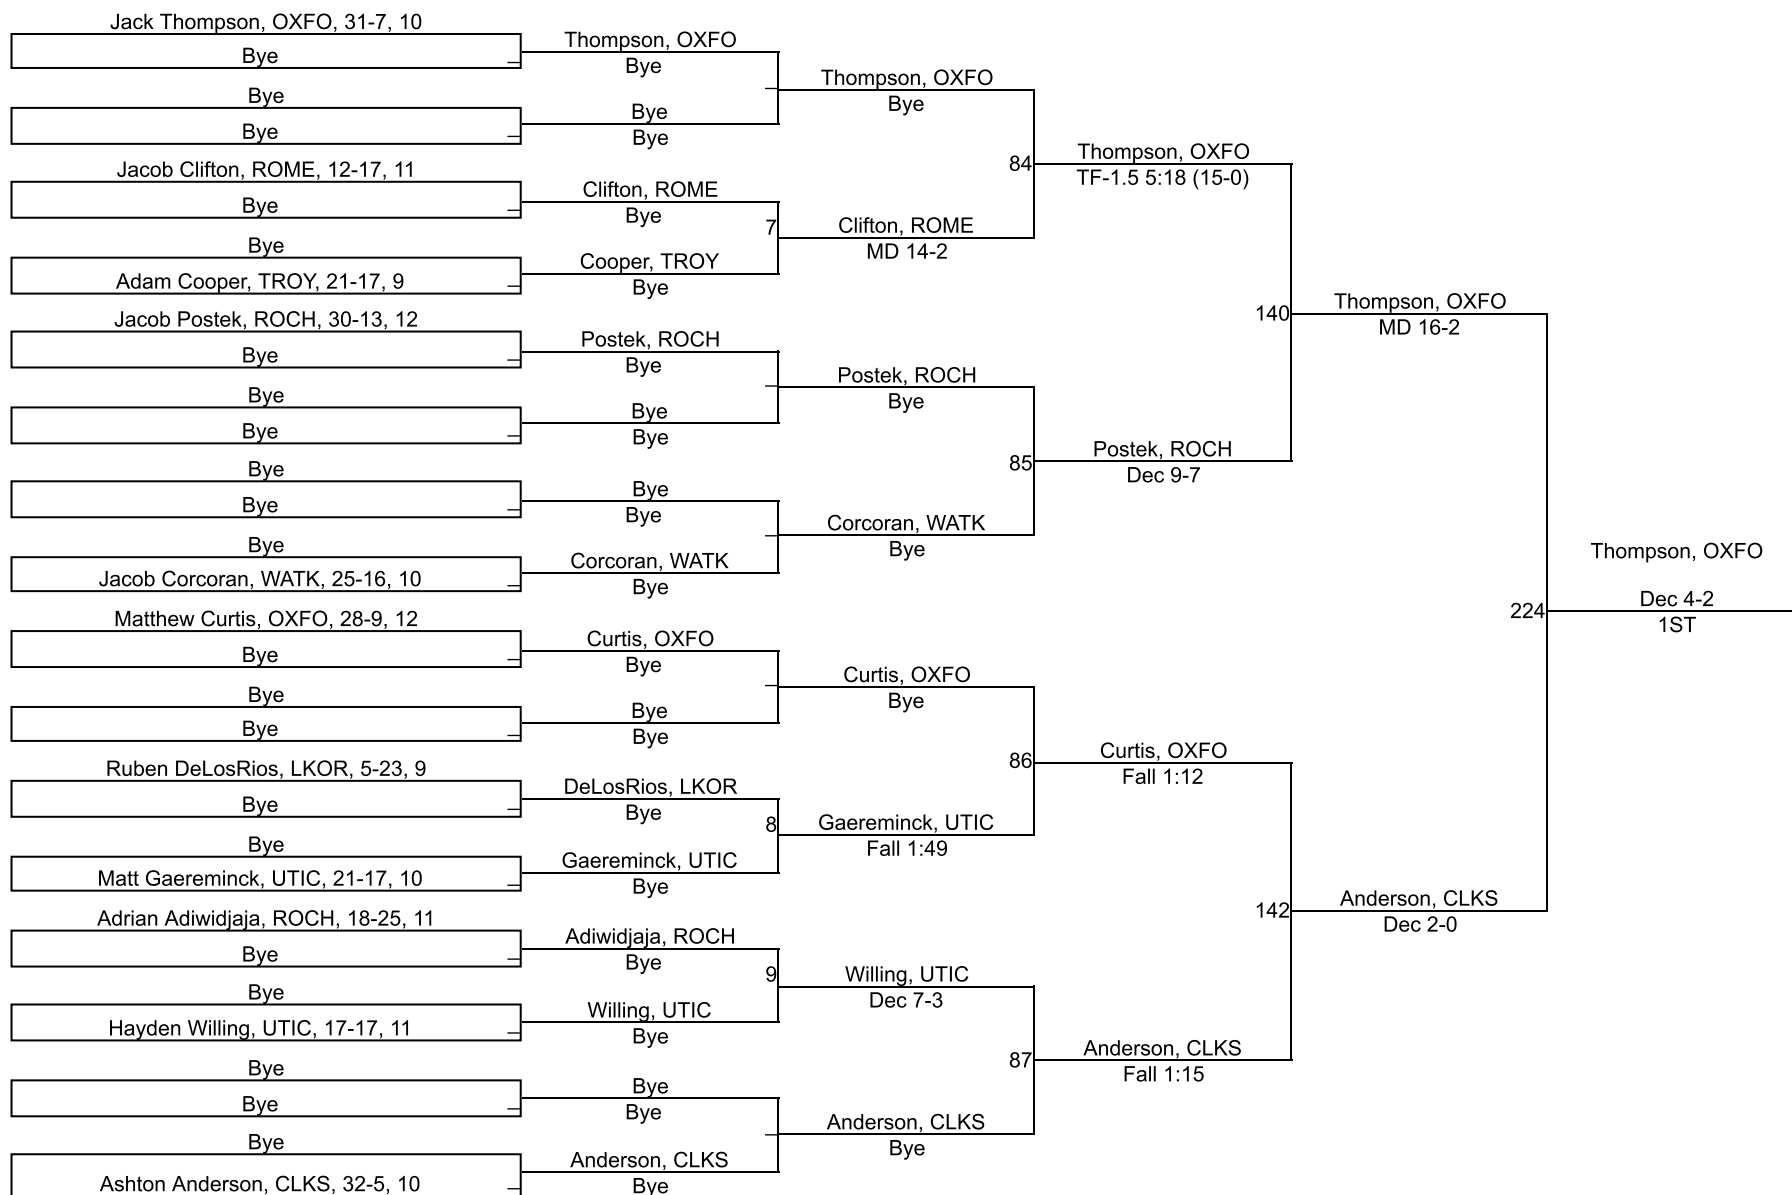 Jack Thompson, OXFO, 31-7, 10
Bye
Bye
Bye
Jacob Clifton, ROME, 12-17, 11
Bye
Bye
Adam Cooper, TROY, 21-17, 9
Jacob Postek, ROCH, 30-13, 12
Bye
Bye
Bye
Bye
Bye
Bye
Jacob Corcoran, WATK, 25-16, 10
Matthew Curtis, OXFO, 28-9, 12
Bye
Bye
Bye
Ruben DeLosRios, LKOR, 5-23, 9
Bye
Bye
Matt Gaereminck, UTIC, 21-17, 10
Adrian Adiwidjaja, ROCH, 18-25, 11
Bye
Bye
Hayden Willing, UTIC, 17-17, 11
Bye
Bye
Bye
Ashton Anderson, CLKS, 32-5, 10
Thompson, OXFO
Bye
Bye
Bye
Clifton, ROME
Bye
7
Cooper, TROY
Bye
Postek, ROCH
Bye
Bye
Bye
Bye
Bye
Corcoran, WATK
Bye
Curtis, OXFO
Bye
Bye
Bye
DeLosRios, LKOR
Bye
8
Gaereminck, UTIC
Bye
Adiwidjaja, ROCH
Bye
9
Willing, UTIC
Bye
Bye
Bye
Anderson, CLKS
Bye
Thompson, OXFO
Bye
84
Clifton, ROME
MD 14-2
Postek, ROCH
Bye
85
Corcoran, WATK
Bye
Curtis, OXFO
Bye
86
Gaereminck, UTIC
Fall 1:49
Willing, UTIC
Dec 7-3
87
Anderson, CLKS
Bye
Thompson, OXFO
TF-1.5 5:18 (15-0)
140
Postek, ROCH
Dec 9-7
Curtis, OXFO
Fall 1:12
142
Anderson, CLKS
Fall 1:15
Thompson, OXFO
MD 16-2
224
Anderson, CLKS
Dec 2-0
Thompson, OXFO
Dec 4-2
1ST